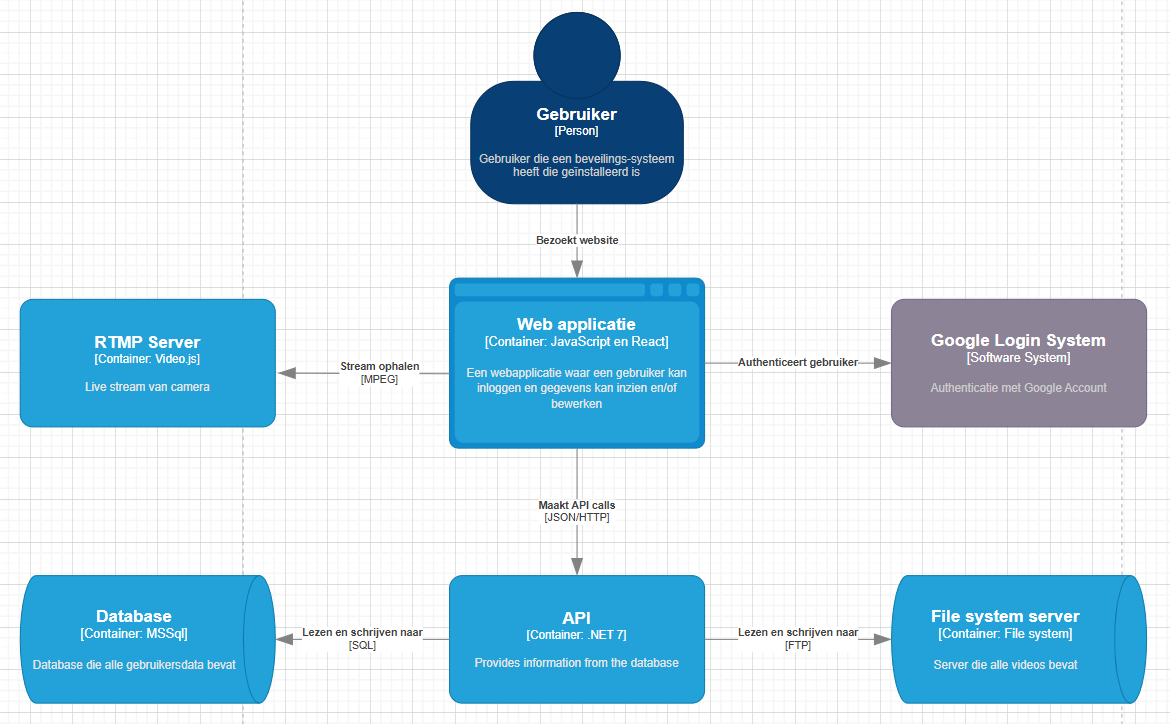 Gebruiker
[Person]
Gebruiker die een beveilings-systeem
heeft die geïnstalleerd is
Bezoekt website
RTMP Server
[Container: Video.js]
Live stream van camera
Stream ophalen
[MPEG]
Web applicatie
[Container: JavaScript en React]
Een webapplicatie waar een gebruiker kan
inloggen en gegevens kan inzien en/of
bewerken
Authenticeert gebruiker
Google Login System
[Software System]
Authenticatie met Google Account
Maakt API calls
[JSON/HTTP]
Database
[Container: MSSql]
Database die alle gebruikersdata bevat
Lezen en schrijven naar
[SQL]
API
[Container: .NET 7]
Provides information from the database
Lezen en schrijven naar
[FTP]
File system server
[Container: File system]
Server die alle videos bevat